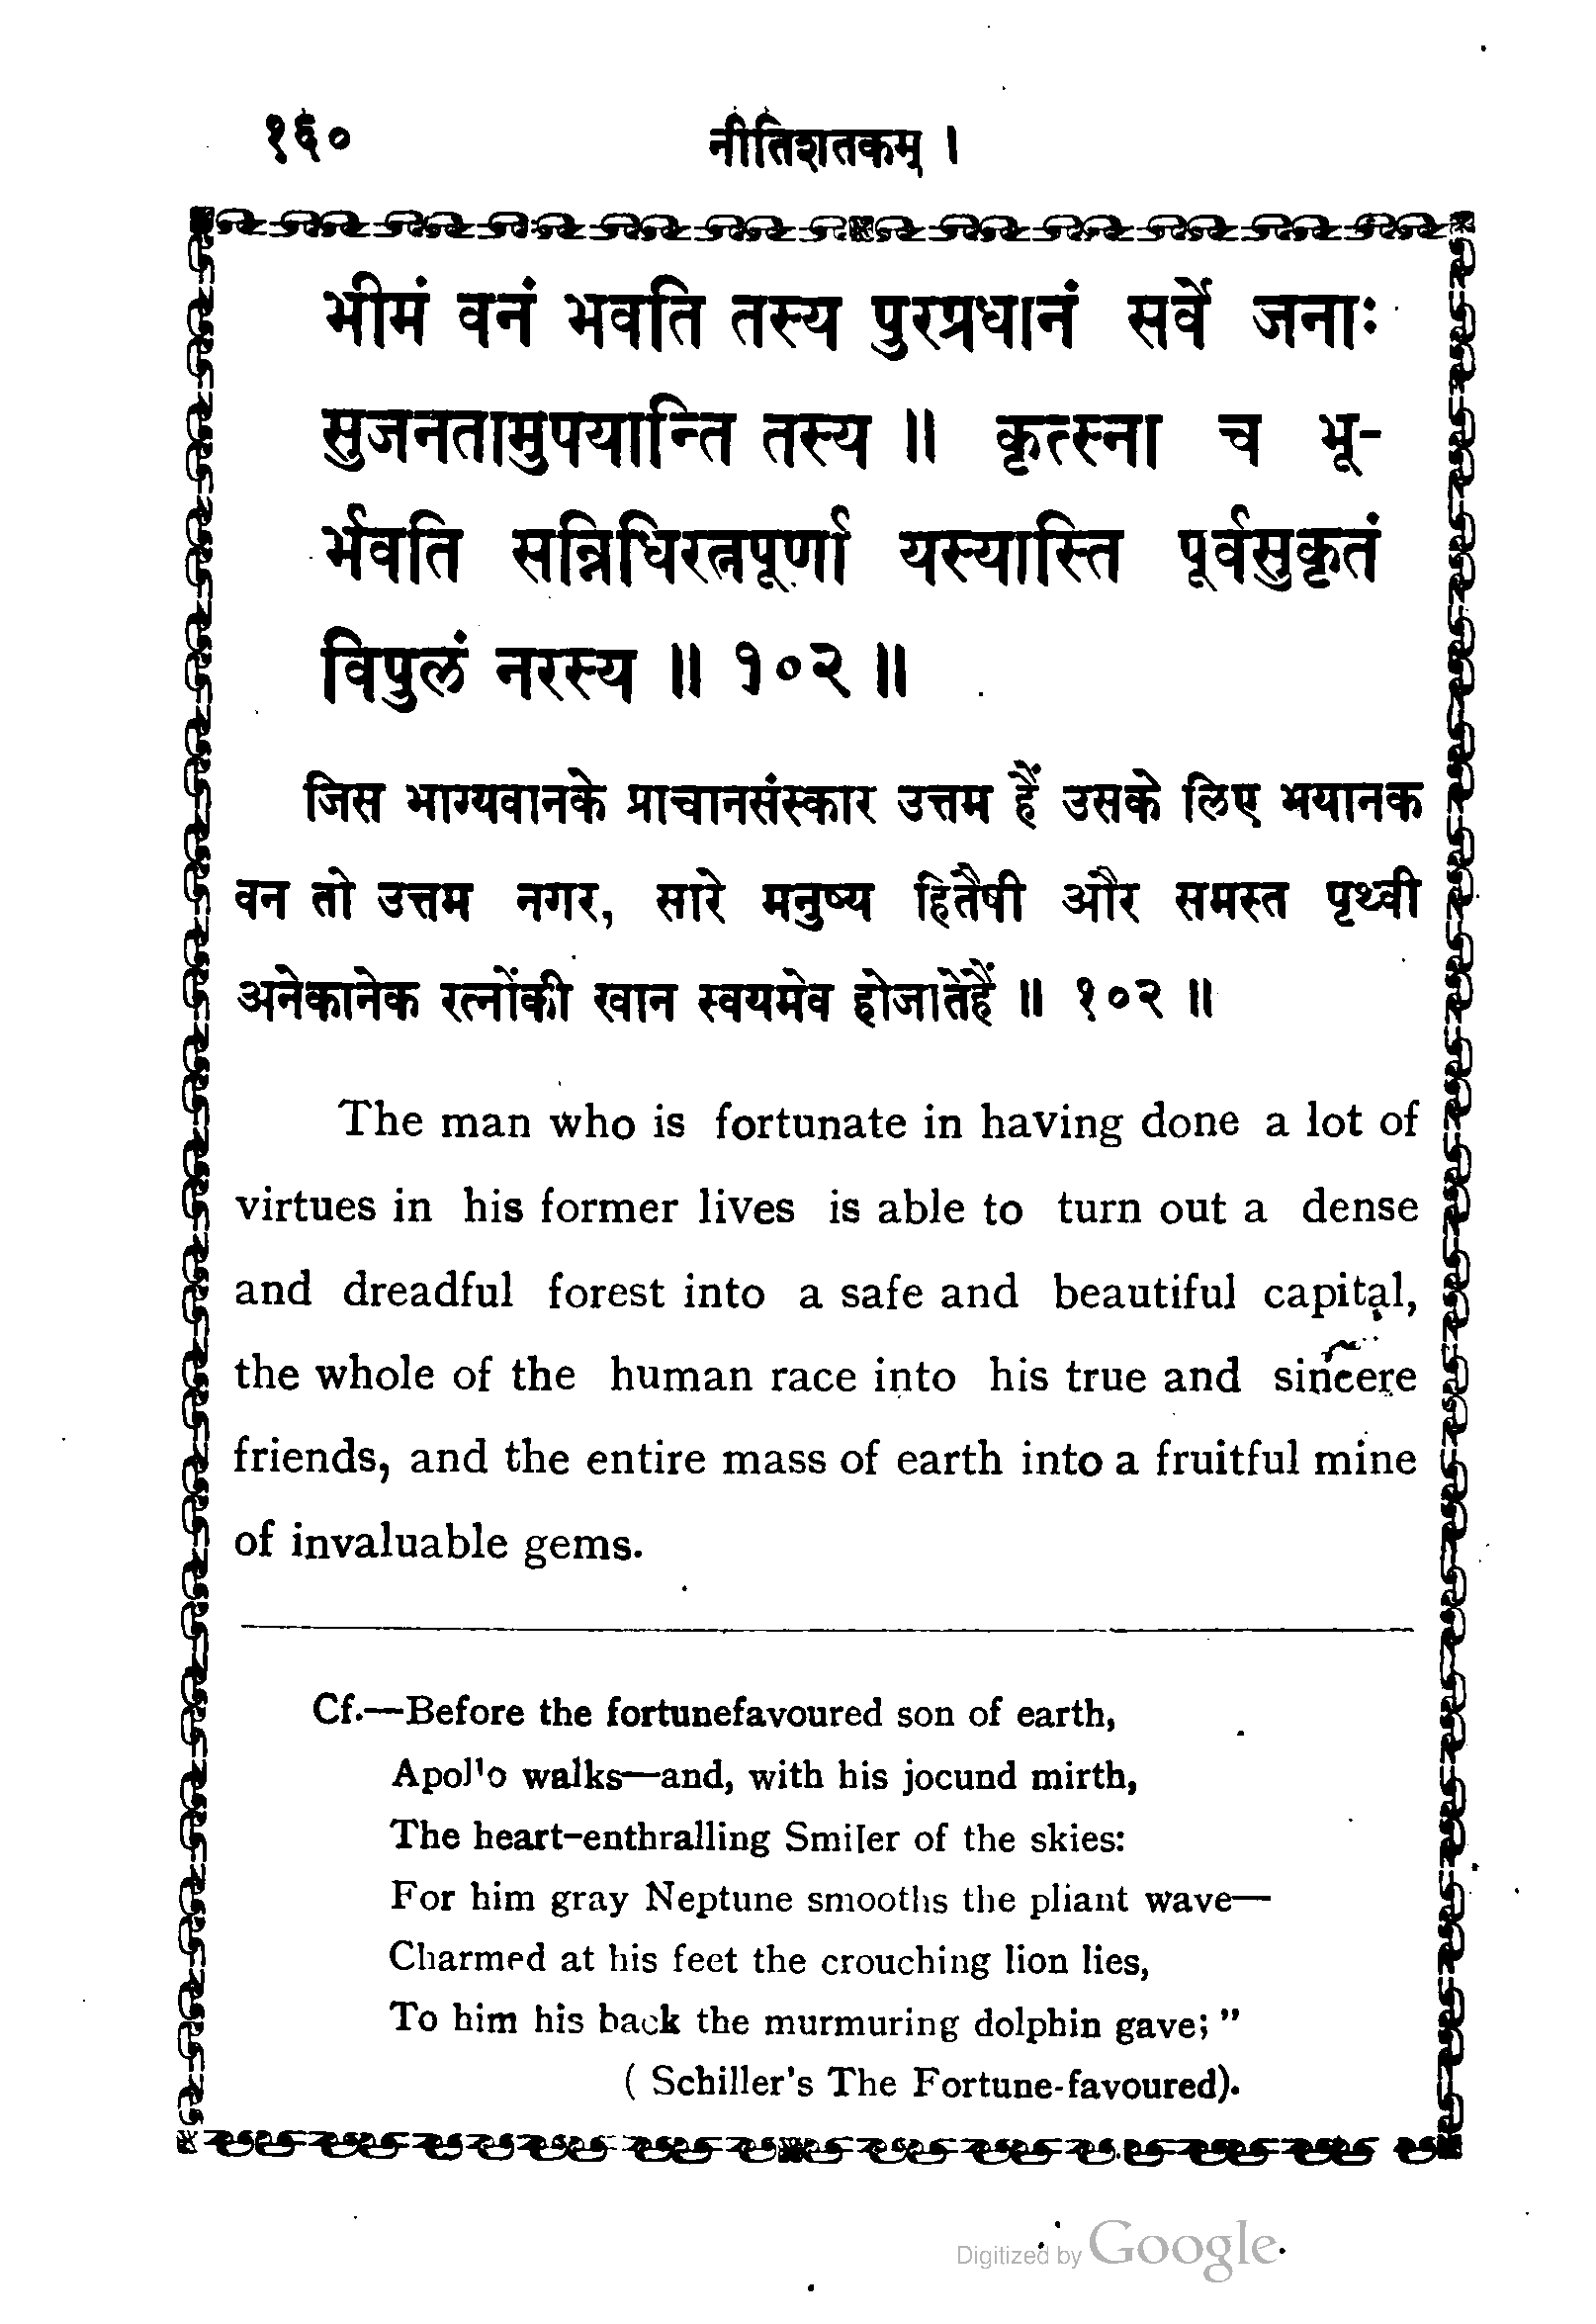 १६० नीतिशतकम् ।
भीमं वनं भवति तस्य पुरप्रधानं सर्वे जनाः
सुजनतामुपयान्ति तस्य ॥ कृत्स्ना च भू-
र्भवति सन्निधिरत्नपूर्णा यस्यास्ति पूर्वसुकृतं
विपुलं नरस्य ॥ १०२ ॥
जिस भाग्यवानके प्राचानसंस्कार उत्तम हैं उसके लिए भयानक
वन तो उत्तम नगर, सारे मनुष्य हितैषी और समस्त पृथ्वी
अनेकानेक रत्नोंकी खान स्वयमेव होजातेहैं ॥ १०२ ॥
The man who is fortunate in having done a lot of
virtues in his former lives is able to turn out a dense
and dreadful forest into a safe and beautiful capital,
the whole of the human race into his true and sincere
friends, and the entire mass of earth into a fruitful mine
of invaluable gems.
Cf.—Before the fortunefavoured son of earth,
Apollo walks—and, with his jocund mirth,
The heart-enthralling Smiler of the skies:
For him gray Neptune smooths the pliant wave—
Charmed at his feet the crouching lion lies,
To him his back the murmuring dolphin gave; ”
( Schiller's The Fortune-favoured).
Digitized by Google